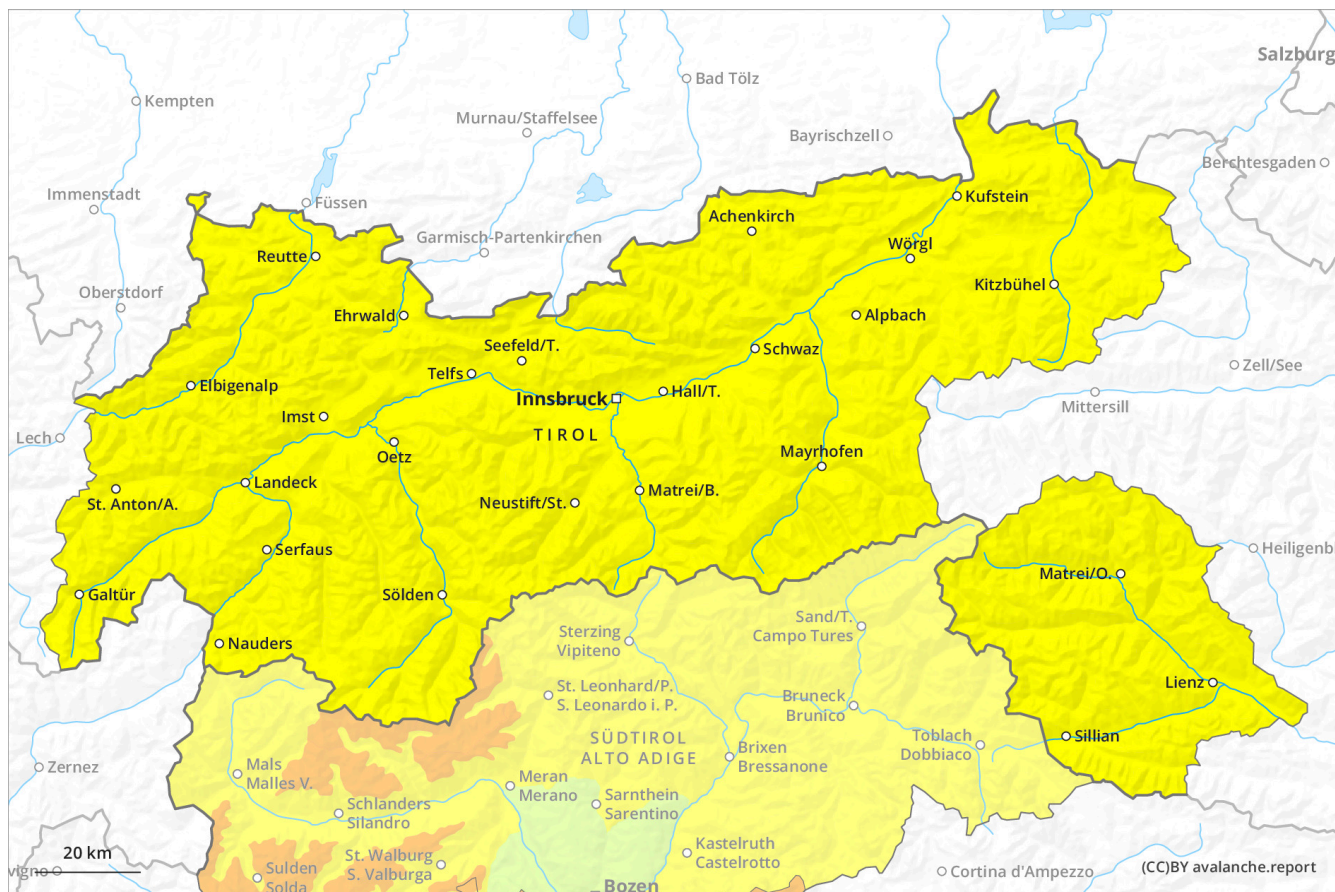 Salzburg
Bad Tölz
Kempten
Murnau/Staffelsee
Bayrischzell
Berchtesgaden
Immenstadt
Füssen
Kufstein
Achenkirch
Garmisch-Partenkirchen
Wörgl
Reutte
Kitzbühel
Oberstdorf
Ehrwald
Alpbach
Seefeld/T.
Schwaz
Zell/See
Telfs
Elbigenalp
Hall/T.
Innsbruck
Mittersill
Imst
TIROL
Lech
Oetz
Mayrhofen
Landeck
Matrei/B.
St. Anton/A.
Neustift/St.
Serfaus
Heiligenb
Matrei/O.
Galtür
Sölden
Sand/T.
Campo Tures
Sterzing
Vipiteno
Nauders
Lienz
St. Leonhard/P.
S. Leonardo i. P.
Bruneck
Brunico
Sillian
SÜDTIROL
ALTO ADIGE
Toblach
Dobbiaco
Brixen
Bressanone
Zernez
Mals
Malles V.
Meran
Merano
Sarnthein
Sarentino
Schlanders
Silandro
Kastelruth
Castelrotto
20 km
St. Walburg
S. Valburga
vigno
Sulden
Solda
Cortina d'Ampezzo
(CC)BY avalanche.report
Bozen